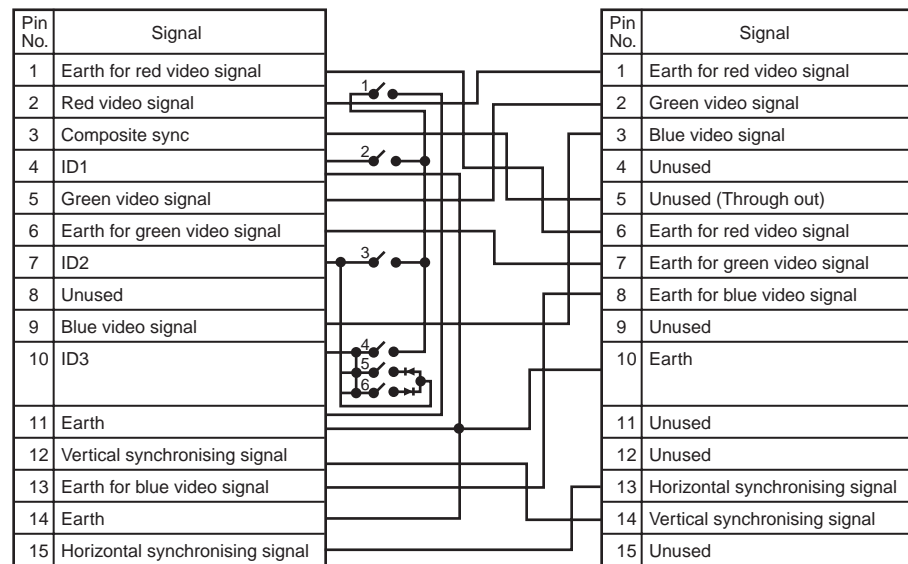 Pin No. Signal
1 Earth for red video signal
2 Red video signal
3 Composite sync
4 ID1
5 Green video signal
6 Earth for green video signal
7 ID2
8 Unused
9 Blue video signal
10 ID3
11 Earth
12 Vertical synchronising signal
13 Earth for blue video signal
14 Earth
15 Horizontal synchronising signal
1
2
3
4
5
6
Pin No. Signal
1 Earth for red video signal
2 Green video signal
3 Blue video signal
4 Unused
5 Unused (Through out)
6 Earth for red video signal
7 Earth for green video signal
8 Earth for blue video signal
9 Unused
10 Earth
11 Unused
12 Unused
13 Horizontal synchronising signal
14 Vertical synchronising signal
15 Unused